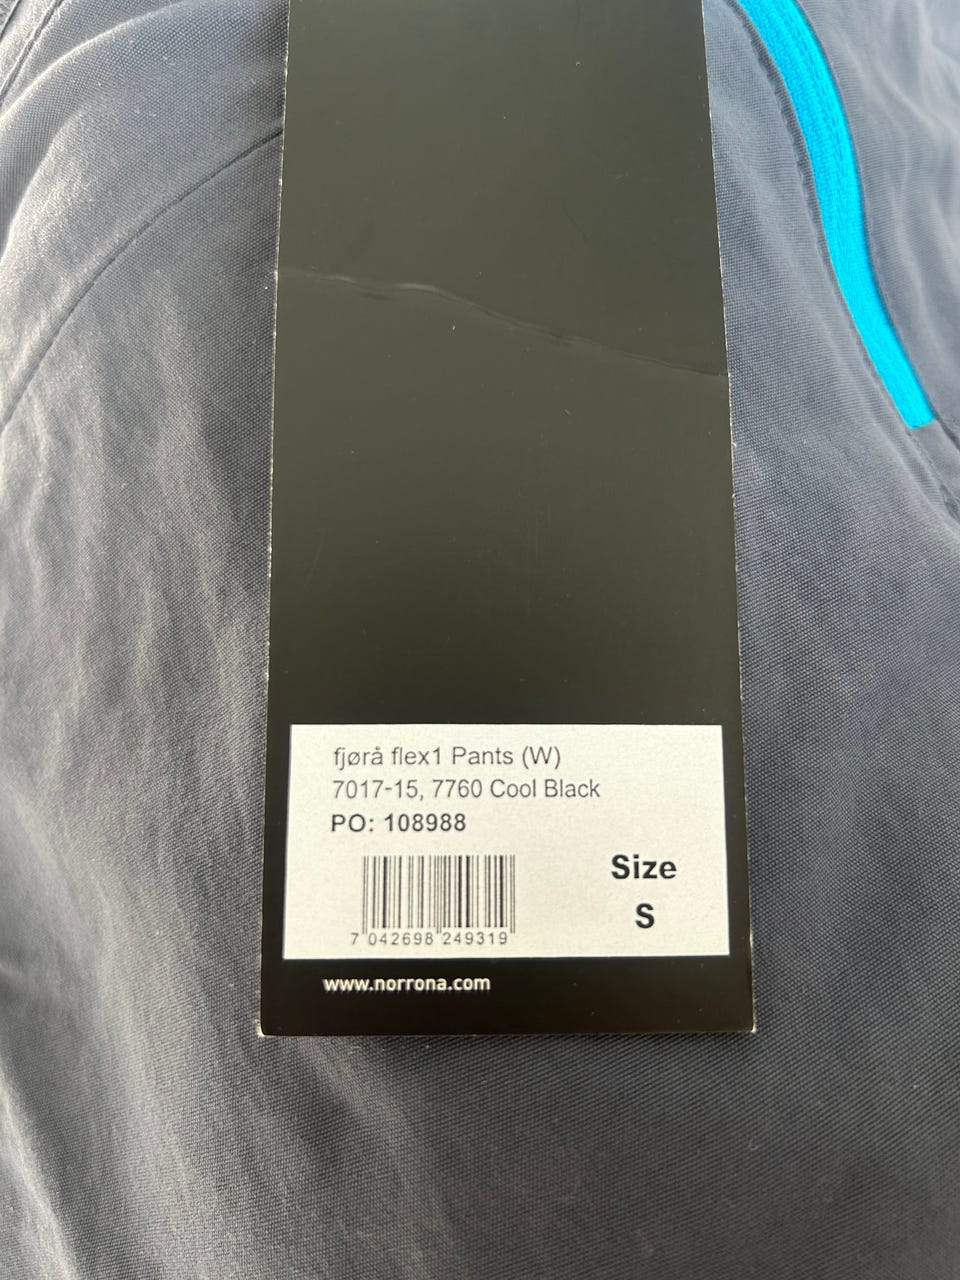 fjørå flex1 Pants (W)
7017-15, 7760 Cool Black
PO: 108988
Size
S
7 042698 249319
www.norrona.com